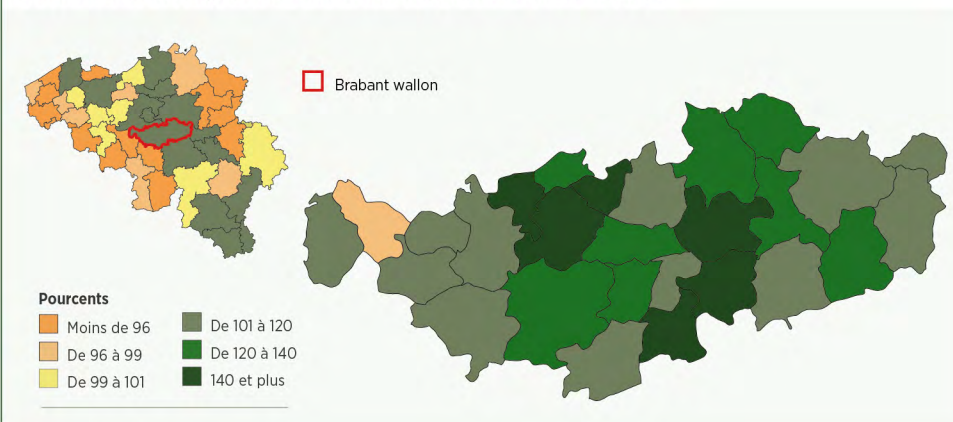 Brabant wallon
Pourcents
Moins de 96
De 96 à 99
De 99 à 101
De 101 à 120
De 120 à 140
140 et plus